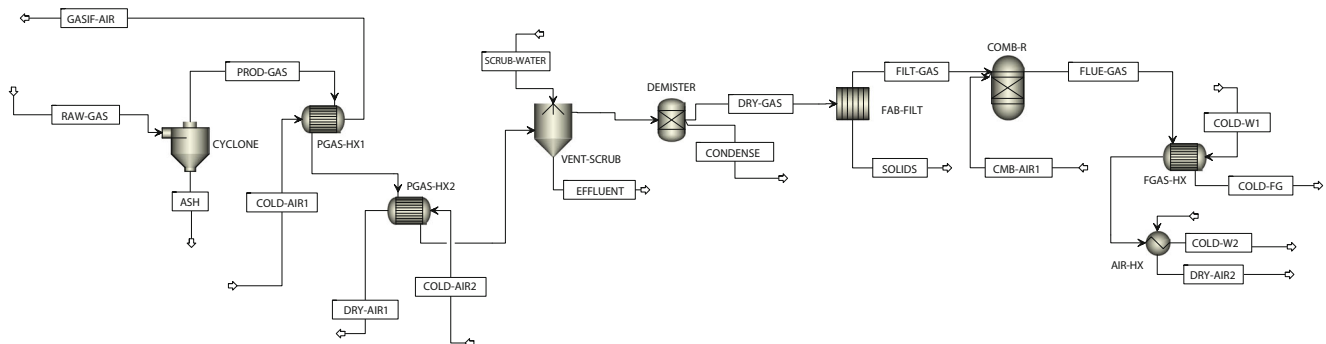 GASIF-AIR
PROD-GAS
RAW-GAS
CYCLONE
ASH
PGAS-HX1
COLD-AIR1
PGAS-HX2
DRY-AIR1
COLD-AIR2
SCRUB-WATER
VENT-SCRUB
EFFLUENT
DEMISTER
DRY-GAS
CONDENSE
FILT-GAS
FAB-FILT
SOLIDS
COMB-R
FLUE-GAS
CMB-AIR1
COLD-W1
FGAS-HX
COLD-FG
COLD-W2
AIR-HX
DRY-AIR2